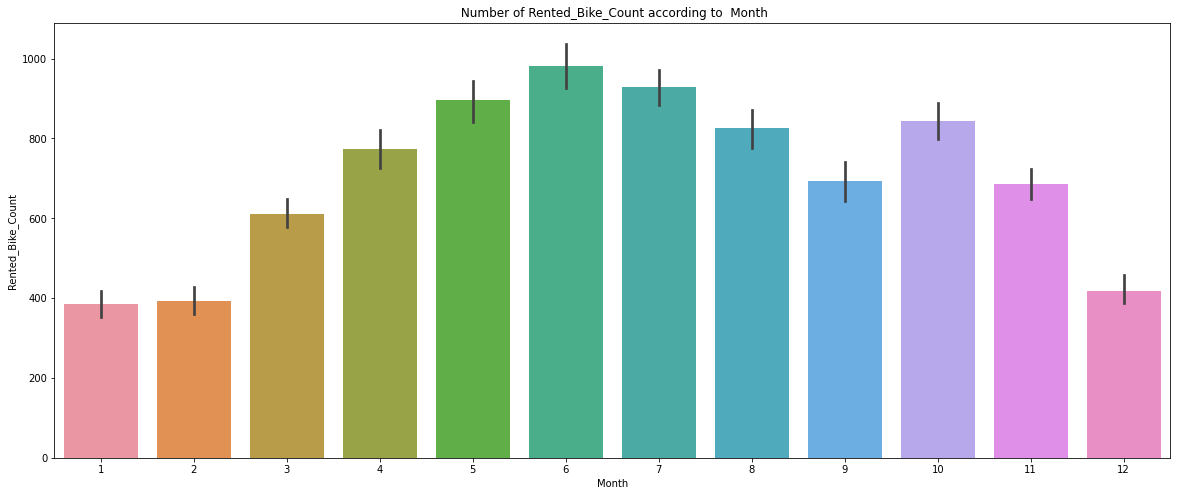 Number of Rented_Bike_Count according to  Month
Rented_Bike_Count
1000
800
600
400
200
0
1 2 3 4 5 6 7 8 9 10 11 12
Month